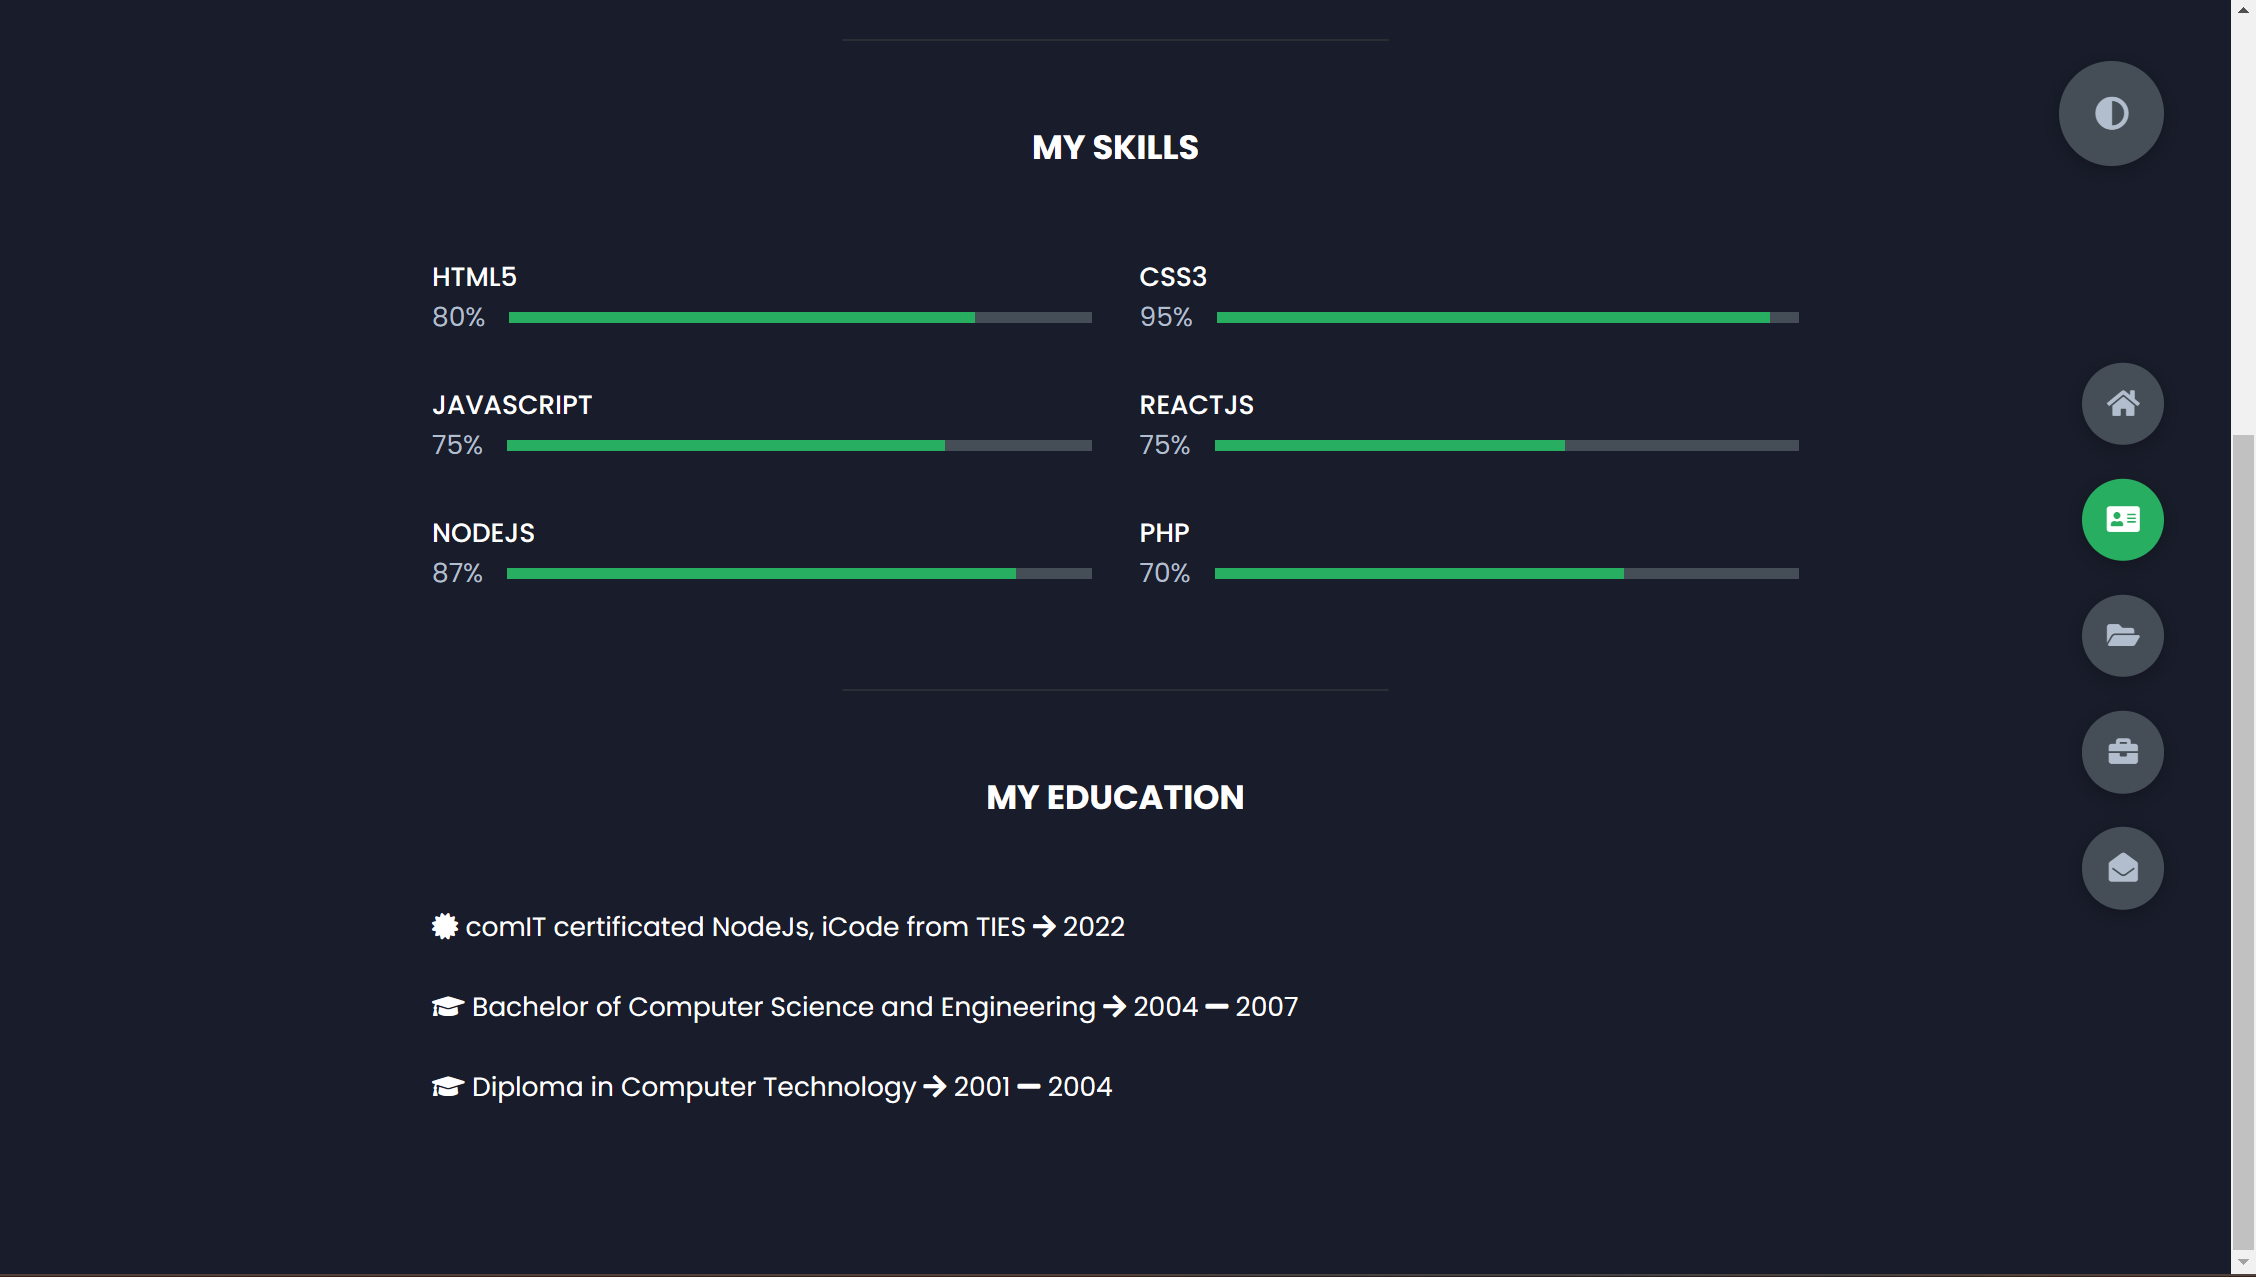 MY SKILLS
HTML5
80%
CSS3
95%
JAVASCRIPT
75%
REACTJS
75%
NODEJS
87%
PHP
70%
MY EDUCATION
comIT certificated NodeJs, iCode from TIES → 2022
Bachelor of Computer Science and Engineering → 2004 — 2007
Diploma in Computer Technology → 2001 — 2004